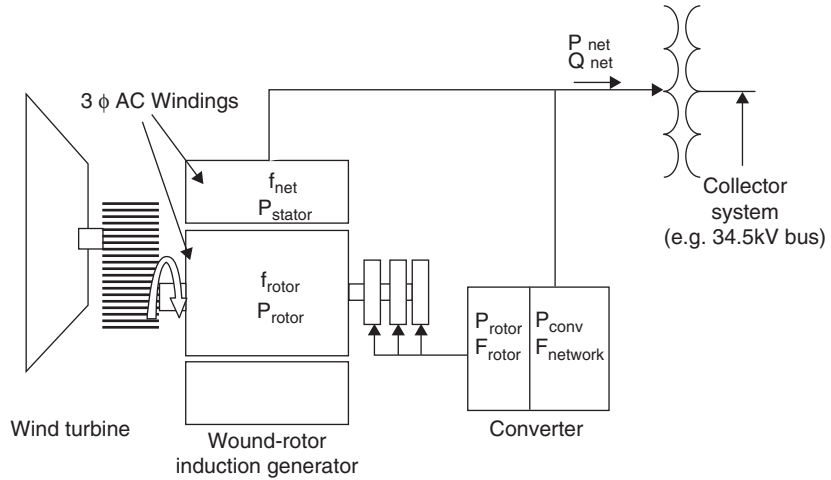 P net
Q net
3 ϕ AC Windings
f net
P stator
f rotor
P rotor
P rotor
F rotor
P conv
F network
Collector
system
(e.g. 34.5kV bus)
Wind turbine
Wound-rotor
induction generator
Converter